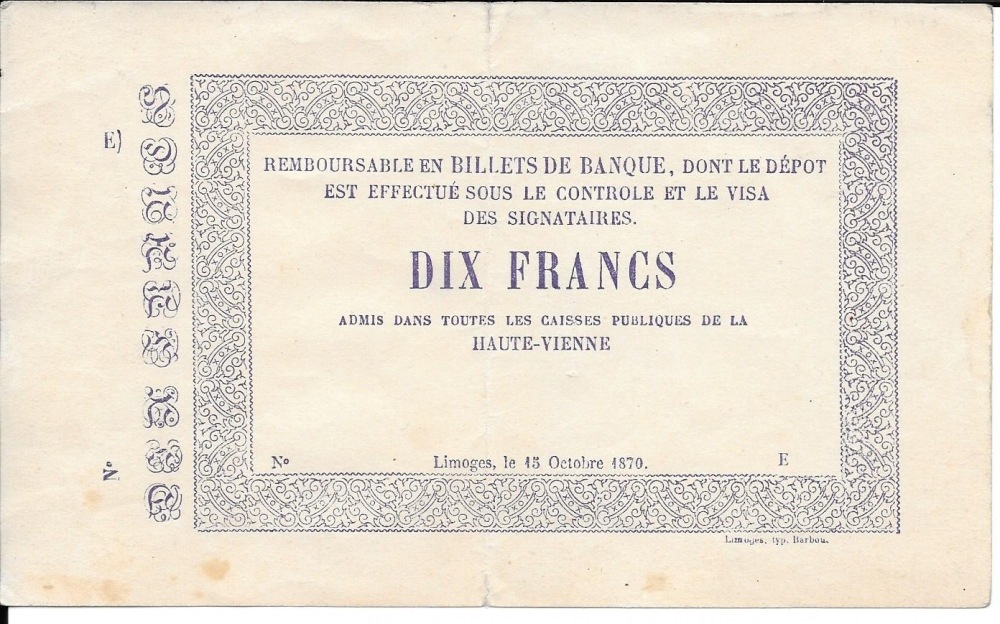 E)
N°
REMBOURSABLE EN BILLETS DE BANQUE, DONT LE DÉPOT
EST EFFECTUÉ SOUS LE CONTROLE ET LE VISA
DES SIGNATAIRES.
DIX FRANCS
ADMIS DANS TOUTES LES CAISSES PUBLIQUES DE LA
HAUTE-VIENNE
N° Limoges, le 15 Octobre 1870. E
Limoges, typ. Barbou.